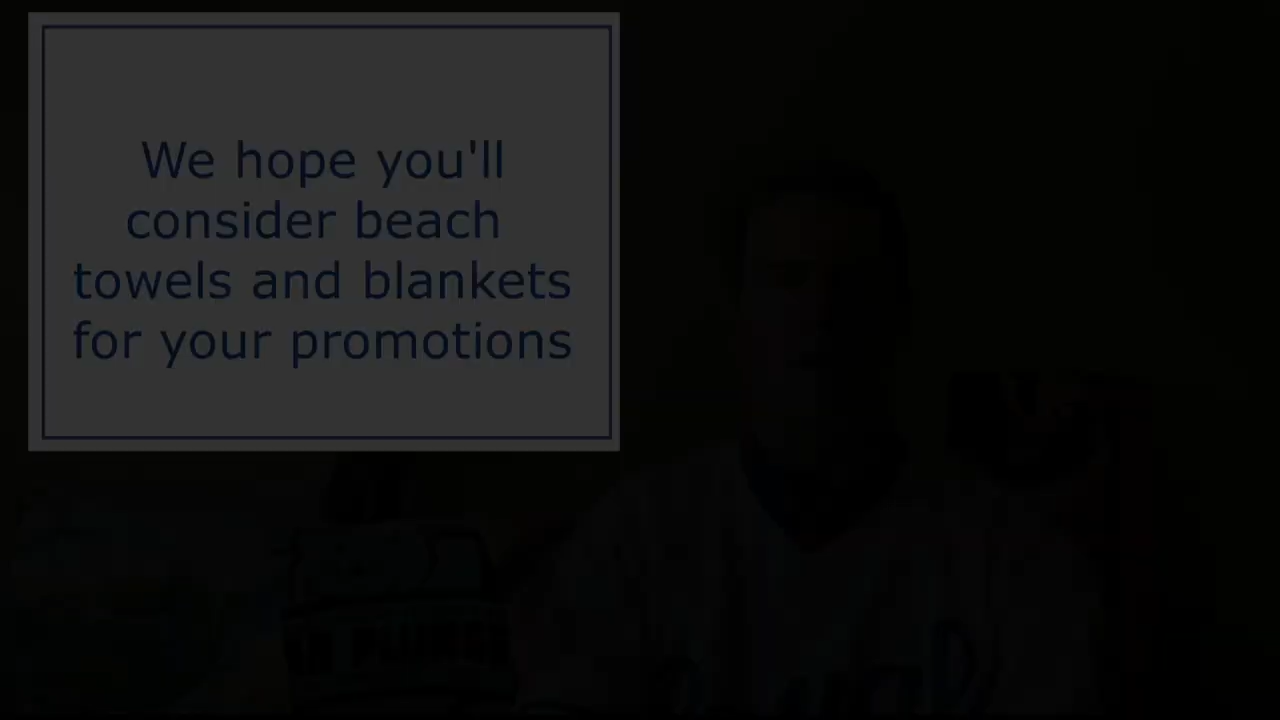 We hope you'll
consider beach
towels and blankets
for your promotions